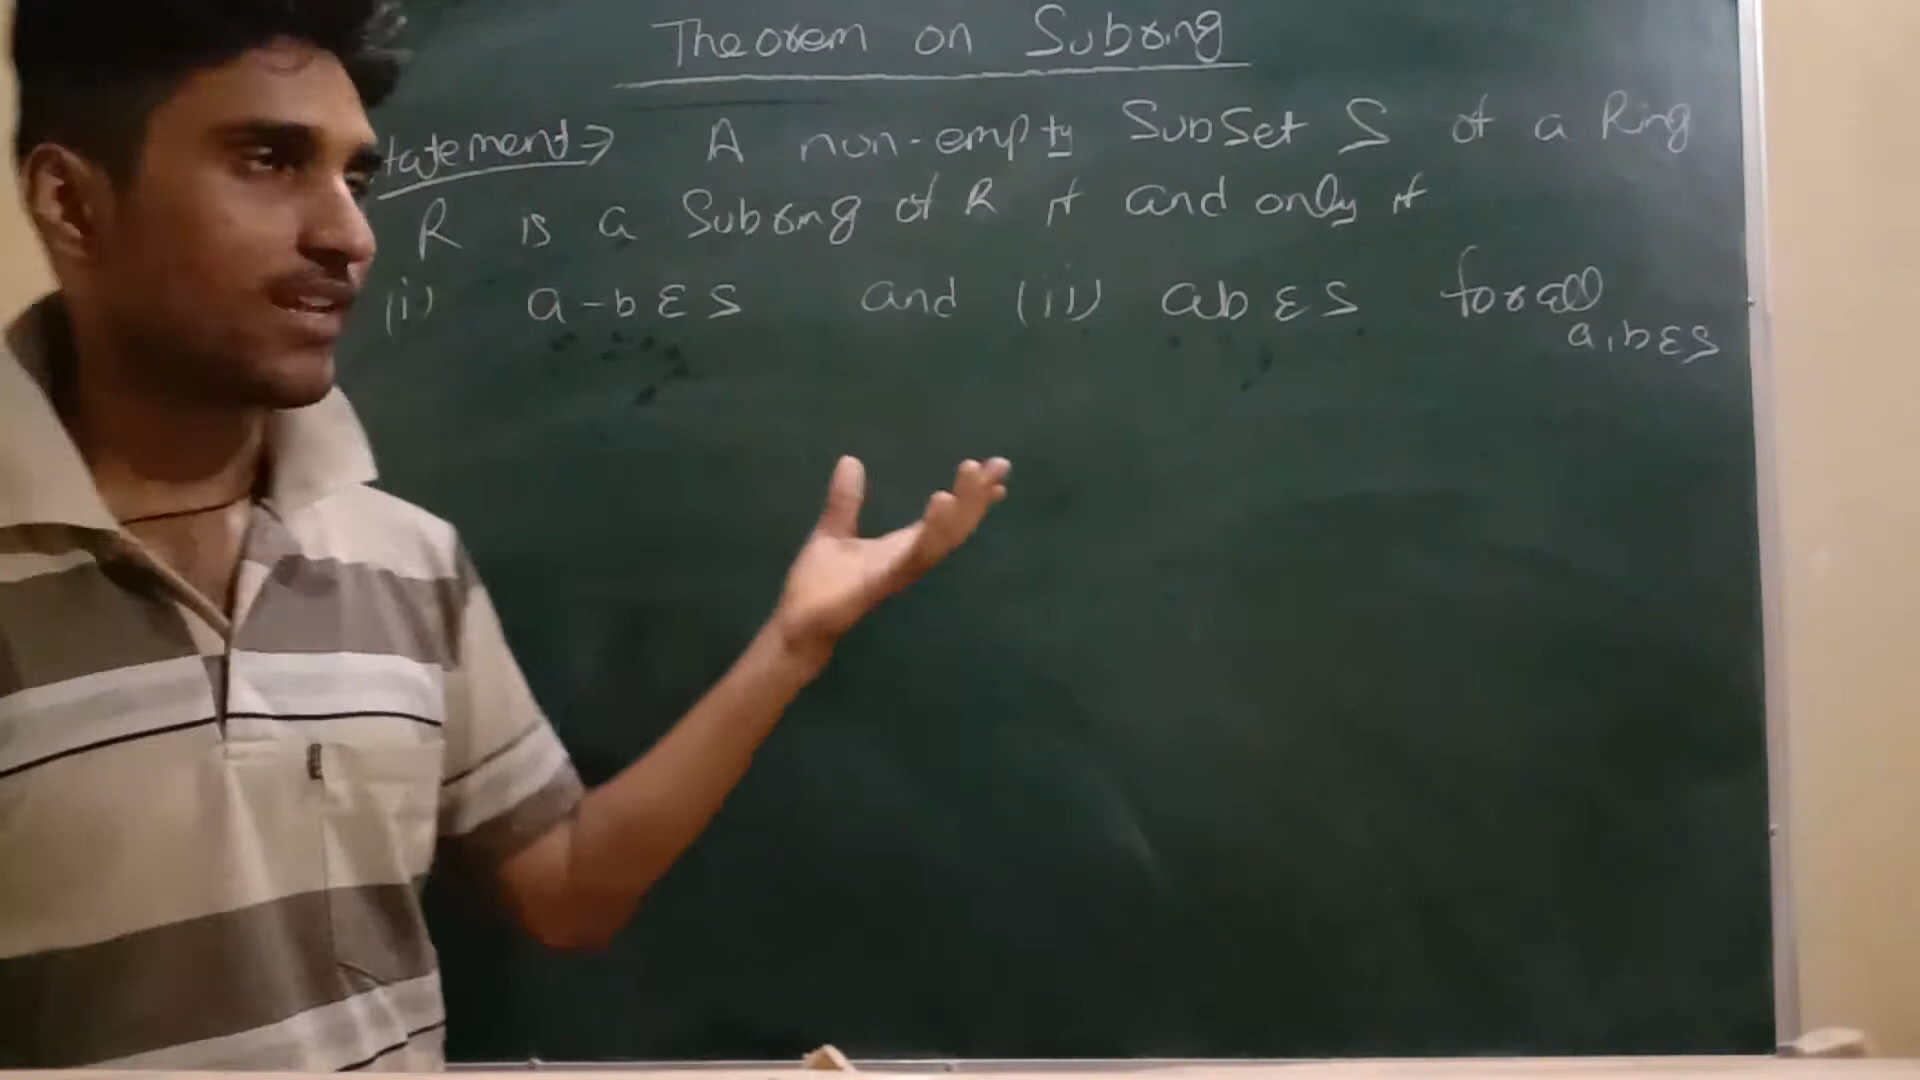 Theorem on Subring
tatement⇒ A non-empty Subset S of a Ring
R is a Subring of R if and only if
(i) a-b ε S and (ii) ab ε S for all
a,b ε S